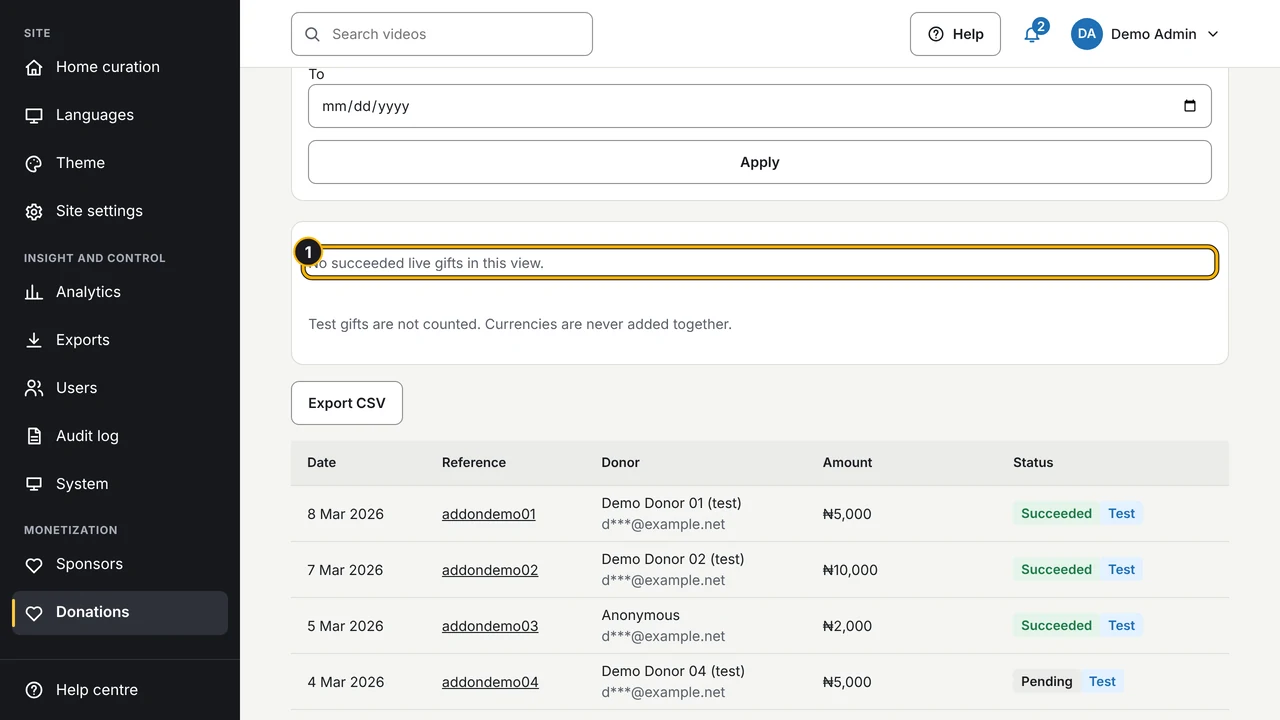 SITE
Home curation
Languages
Theme
Site settings
INSIGHT AND CONTROL
Analytics
Exports
Users
Audit log
System
MONETIZATION
Sponsors
Donations
Help centre
Search videos
Help
2
DA Demo Admin
To
mm/dd/yyyy
Apply
1
No succeeded live gifts in this view.
Test gifts are not counted. Currencies are never added together.
Export CSV
Date Reference Donor Amount Status
8 Mar 2026 addondemo01 Demo Donor 01 (test) d***@example.net ₦5,000 Succeeded Test
7 Mar 2026 addondemo02 Demo Donor 02 (test) d***@example.net ₦10,000 Succeeded Test
5 Mar 2026 addondemo03 Anonymous d***@example.net ₦2,000 Succeeded Test
4 Mar 2026 addondemo04 Demo Donor 04 (test) d***@example.net ₦5,000 Pending Test